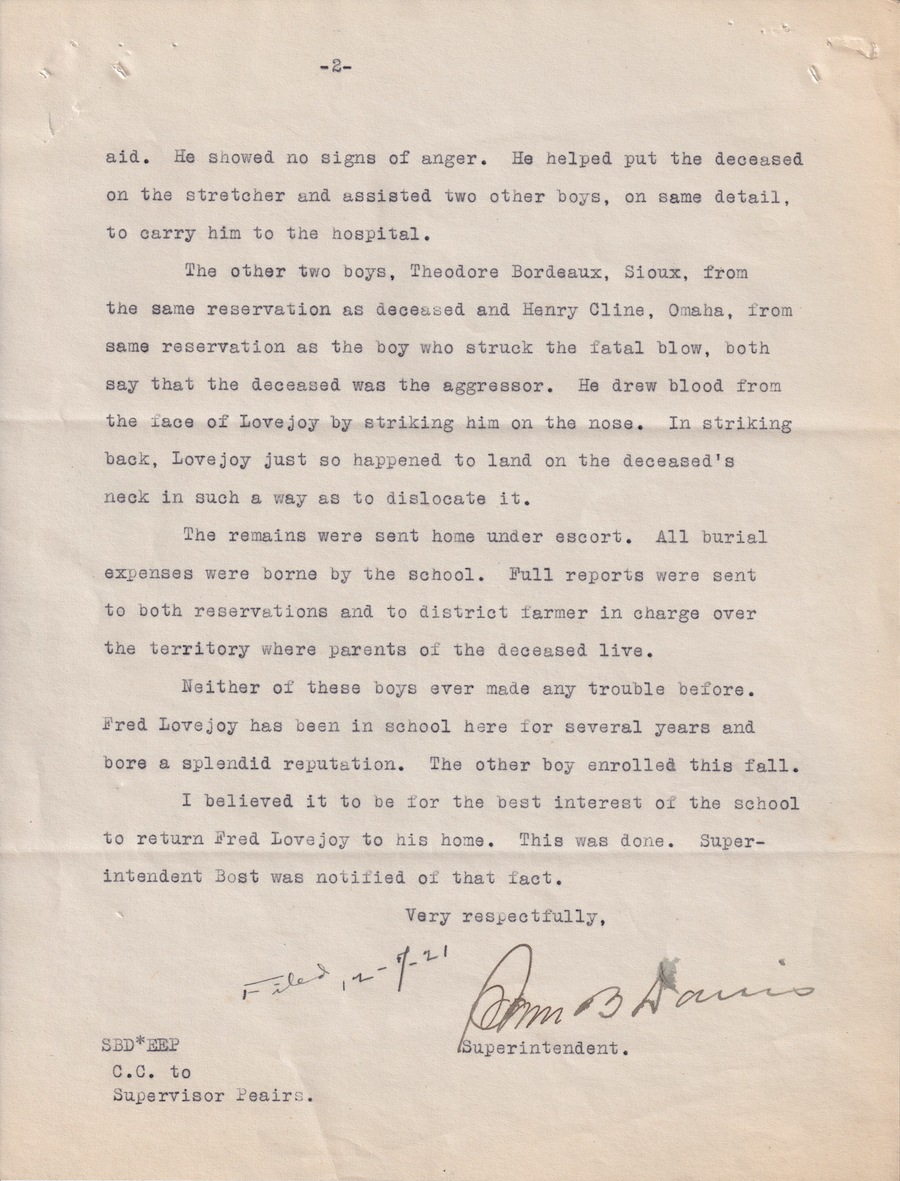 -2-
aid. He showed no signs of anger. He helped put the deceased
on the stretcher and assisted two other boys, on same detail,
to carry him to the hospital.
The other two boys, Theodore Bordeaux, Sioux, from
the same reservation as deceased and Henry Cline, Omaha, from
same reservation as the boy who struck the fatal blow, both
say that the deceased was the aggressor. He drew blood from
the face of Lovejoy by striking him on the nose. In striking
back, Lovejoy just so happened to land on the deceased's
neck in such a way as to dislocate it.
The remains were sent home under escort. All burial
expenses were borne by the school. Full reports were sent
to both reservations and to district farmer in charge over
the territory where parents of the deceased live.
Neither of these boys ever made any trouble before.
Fred Lovejoy has been in school here for several years and
bore a splendid reputation. The other boy enrolled this fall.
I believed it to be for the best interest of the school
to return Fred Lovejoy to his home. This was done. Super-
intendent Bost was notified of that fact.
Very respectfully,
Filed, 12-7-21
B Davis
SBD*EEP
Superintendent.
C.C. to
Supervisor Peairs.